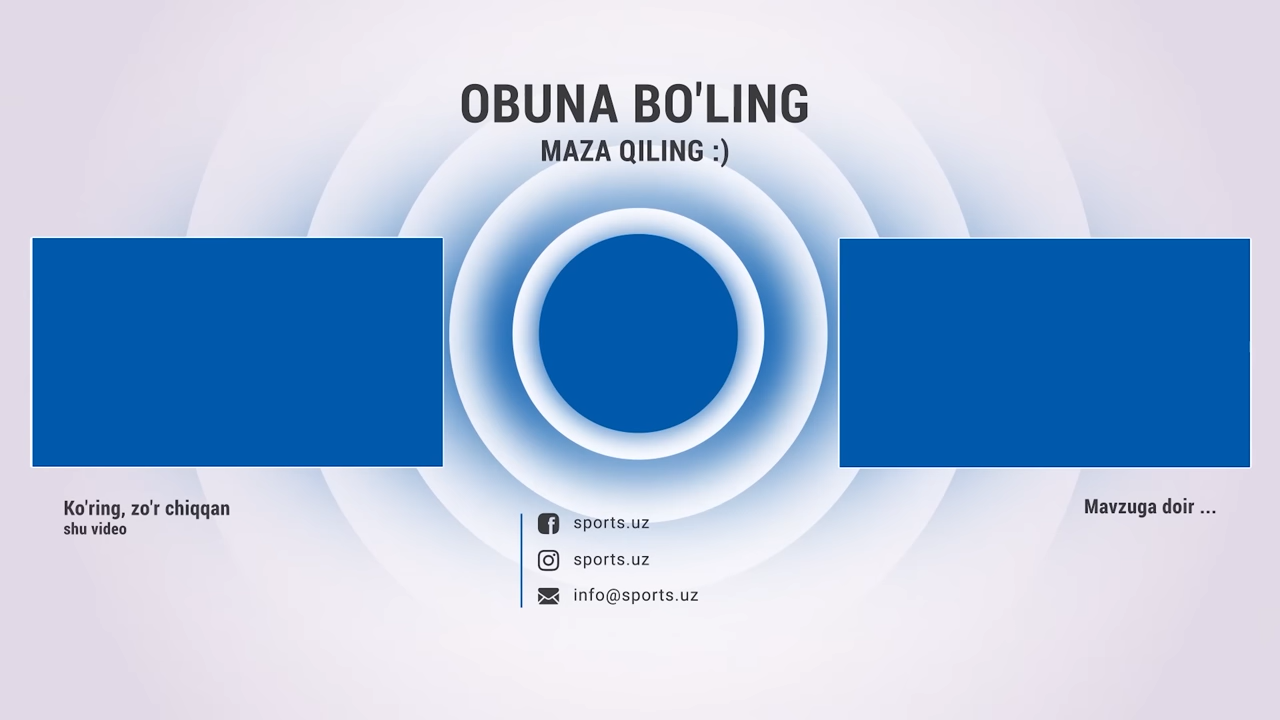 OBUNA BO'LING
MAZA QILING :)
Ko'ring, zo'r chiqqan
shu video
Mavzuga doir ...
sports.uz
sports.uz
info@sports.uz